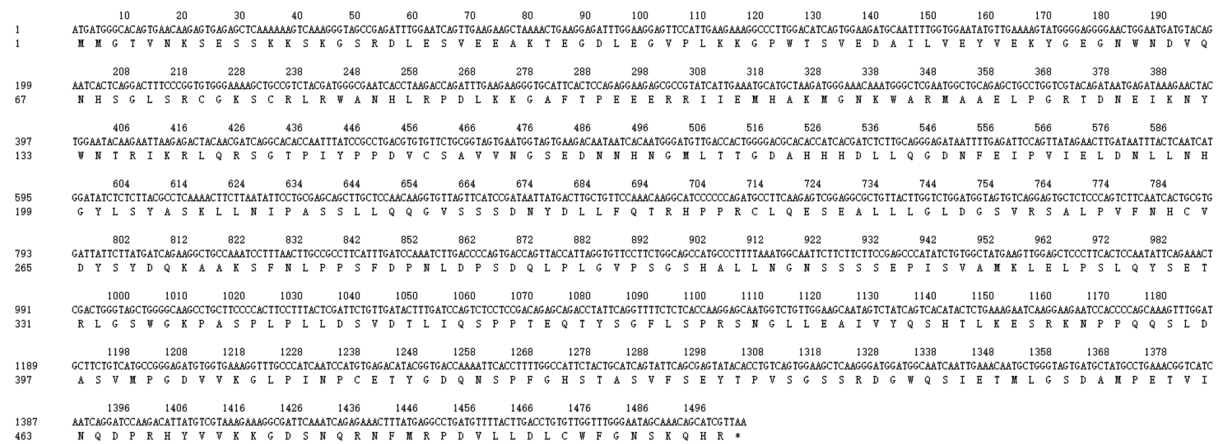 10 20 30 40 50 60 70 80 90 100 110 120 130 140 150 160 170 180 190
1 ATGATGGGCACAGTGAACAAGAGTGAGAGCTCAAAAAAGTCAAAGGGTAGCCGAGATTTGGAATCAGTTGAAGAAGCTAAAACTGAAGGAGATTTGGAAGGAGTTCCATTGAAGAAAGGCCCTTGGACATCAGTGGAAGATGCAATTTTGGTGGAATATGTTGAAAAGTATGGGGAGGGGAACTGGAATGATGTACAG
1 M M G T V N K S E S S K K S K G S R D L E S V E E A K T E G D L E G V P L K K G P W T S V E D A I L V E Y V E K Y G E G N W N D V Q
208 218 228 238 248 258 268 278 288 298 308 318 328 338 348 358 368 378 388
199 AATCACTCAGGACTTTCCCGGTGTGGGAAAAGCTGCCGTCTACGATGGGCGAATCACCTAAGACCAGATTTGAAGAAGGGTGCATTCACTCCAGAGGAAGAGCGCCGTATCATTGAAATGCATGCTAAGATGGGAAACAAATGGGCTCGAATGGCTGCAGAGCTGCCTGGTCGTACAGATAATGAGATAAAGAACTAC
67 N H S G L S R C G K S C R L R W A N H L R P D L K K G A F T P E E E R R I I E M H A K M G N K W A R M A A E L P G R T D N E I K N Y
406 416 426 436 446 456 466 476 486 496 506 516 526 536 546 556 566 576 586
397 TGGAATACAAGAATTAAGAGACTACAACGATCAGGCACACCAATTTATCCGCCTGACGTGTGTTCTGCGGTAGTGAATGGTAGTGAAGACAATAATCACAATGGGATGTTGACCACTGGGGACGCACACCATCACGATCTCTTGCAGGGAGATAATTTTGAGATTCCAGTTATAGAACTTGATAATTTACTCAATCAT
133 W N T R I K R L Q R S G T P I Y P P D V C S A V V N G S E D N N H N G M L T T G D A H H H D L L Q G D N F E I P V I E L D N L L N H
604 614 624 634 644 654 664 674 684 694 704 714 724 734 744 754 764 774 784
595 GGATATCTCTCTTACGCCTCAAAACTTCTTAATATTCCTGCGAGCAGCTTGCTCCAACAAGGTGTTAGTTCATCCGATAATTATGACTTGCTGTTCCAAACAAGGCATCCCCCCAGATGCCTTCAAGAGTCGGAGGCGCTGTTACTTGGTCTGGATGGTAGTGTCAGGAGTGCTCTCCCAGTCTTCAATCACTGCGTG
199 G Y L S Y A S K L L N I P A S S L L Q Q G V S S S D N Y D L L F Q T R H P P R C L Q E S E A L L L G L D G S V R S A L P V F N H C V
802 812 822 832 842 852 862 872 882 892 902 912 922 932 942 952 962 972 982
793 GATTATTCTTATGATCAGAAGGCTGCCAAATCCTTTAACTTGCCGCCTTCATTTGATCCAAATCTTGACCCCAGTGACCAGTTACCATTAGGTGTTCCTTCTGGCAGCCATGCCCTTTTAAATGGCAATTCTTCTTCTTCCGAGCCCATATCTGTGGCTATGAAGTTGGAGCTCCCTTCACTCCAATATTCAGAAACT
265 D Y S Y D Q K A A K S F N L P P S F D P N L D P S D Q L P L G V P S G S H A L L N G N S S S S E P I S V A M K L E L P S L Q Y S E T
1000 1010 1020 1030 1040 1050 1060 1070 1080 1090 1100 1110 1120 1130 1140 1150 1160 1170 1180
991 CGACTGGGTAGCTGGGGCAAGCCTGCTTCCCCACTTCCTTTACTCGATTCTGTTGATACTTTGATCCAGTCTCCTCCGACAGAGCAGACCTATTCAGGTTTTCTCTCACCAAGGAGCAATGGTCTGTTGGAAGCAATAGTCTATCAGTCACATACTCTGAAAGAATCAAGGAAGAATCCACCCCAGCAAAGTTTGGAT
331 R L G S W G K P A S P L P L L D S V D T L I Q S P P T E Q T Y S G F L S P R S N G L L E A I V Y Q S H T L K E S R K N P P Q Q S L D
1198 1208 1218 1228 1238 1248 1258 1268 1278 1288 1298 1308 1318 1328 1338 1348 1358 1368 1378
1189 GCTTCTGTCATGCCGGGAGATGTGGTGAAAGGTTTGCCCATCAATCCATGTGAGACATACGGTGACCAAAATTCACCTTTTGGCCATTCTACTGCATCAGTATTCAGCGAGTATACACCTGTCAGTGGAAGCTCAAGGGATGGATGGCAATCAATTGAAACAATGCTGGGTAGTGATGCTATGCCTGAAACGGTCATC
397 A S V M P G D V V K G L P I N P C E T Y G D Q N S P F G H S T A S V F S E Y T P V S G S S R D G W Q S I E T M L G S D A M P E T V I
1396 1406 1416 1426 1436 1446 1456 1466 1476 1486 1496
1387 AATCAGGATCCAAGACATTATGTCGTAAAGAAAGGCGATTCAAATCAGAGAAACTTTATGAGGCCTGATGTTTTACTTGACCTGTGTTGGTTTGGGAATAGCAAACAGCATCGTTAA
463 N Q D P R H Y V V K K G D S N Q R N F M R P D V L L D L C W F G N S K Q H R *